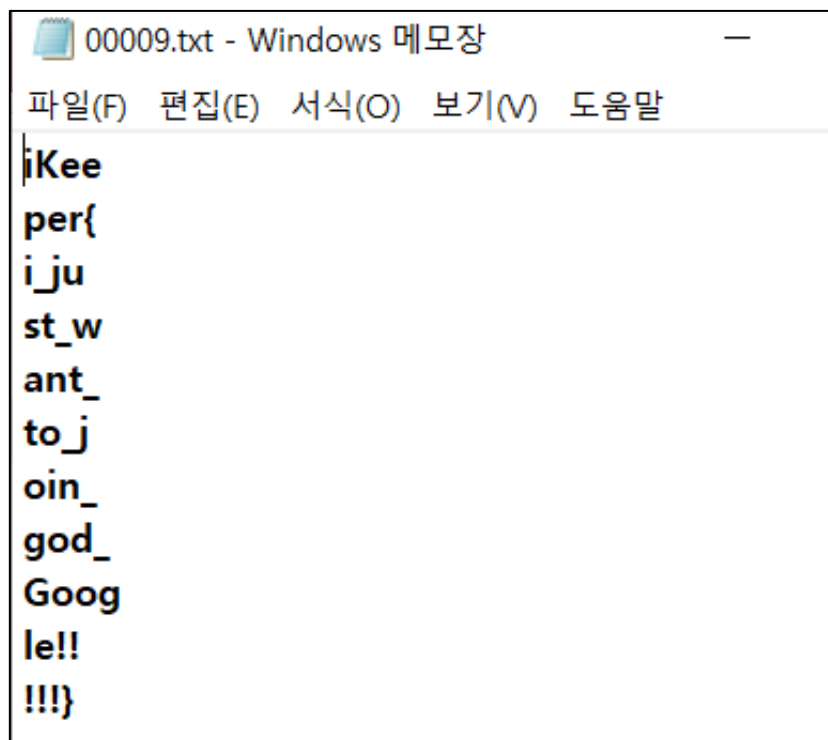 00009.txt - Windows 메모장
파일(F) 편집(E) 서식(O) 보기(V) 도움말
iKee
per{
i_ju
st_w
ant_
to_j
oin_
god_
Goog
le!!
!!!}